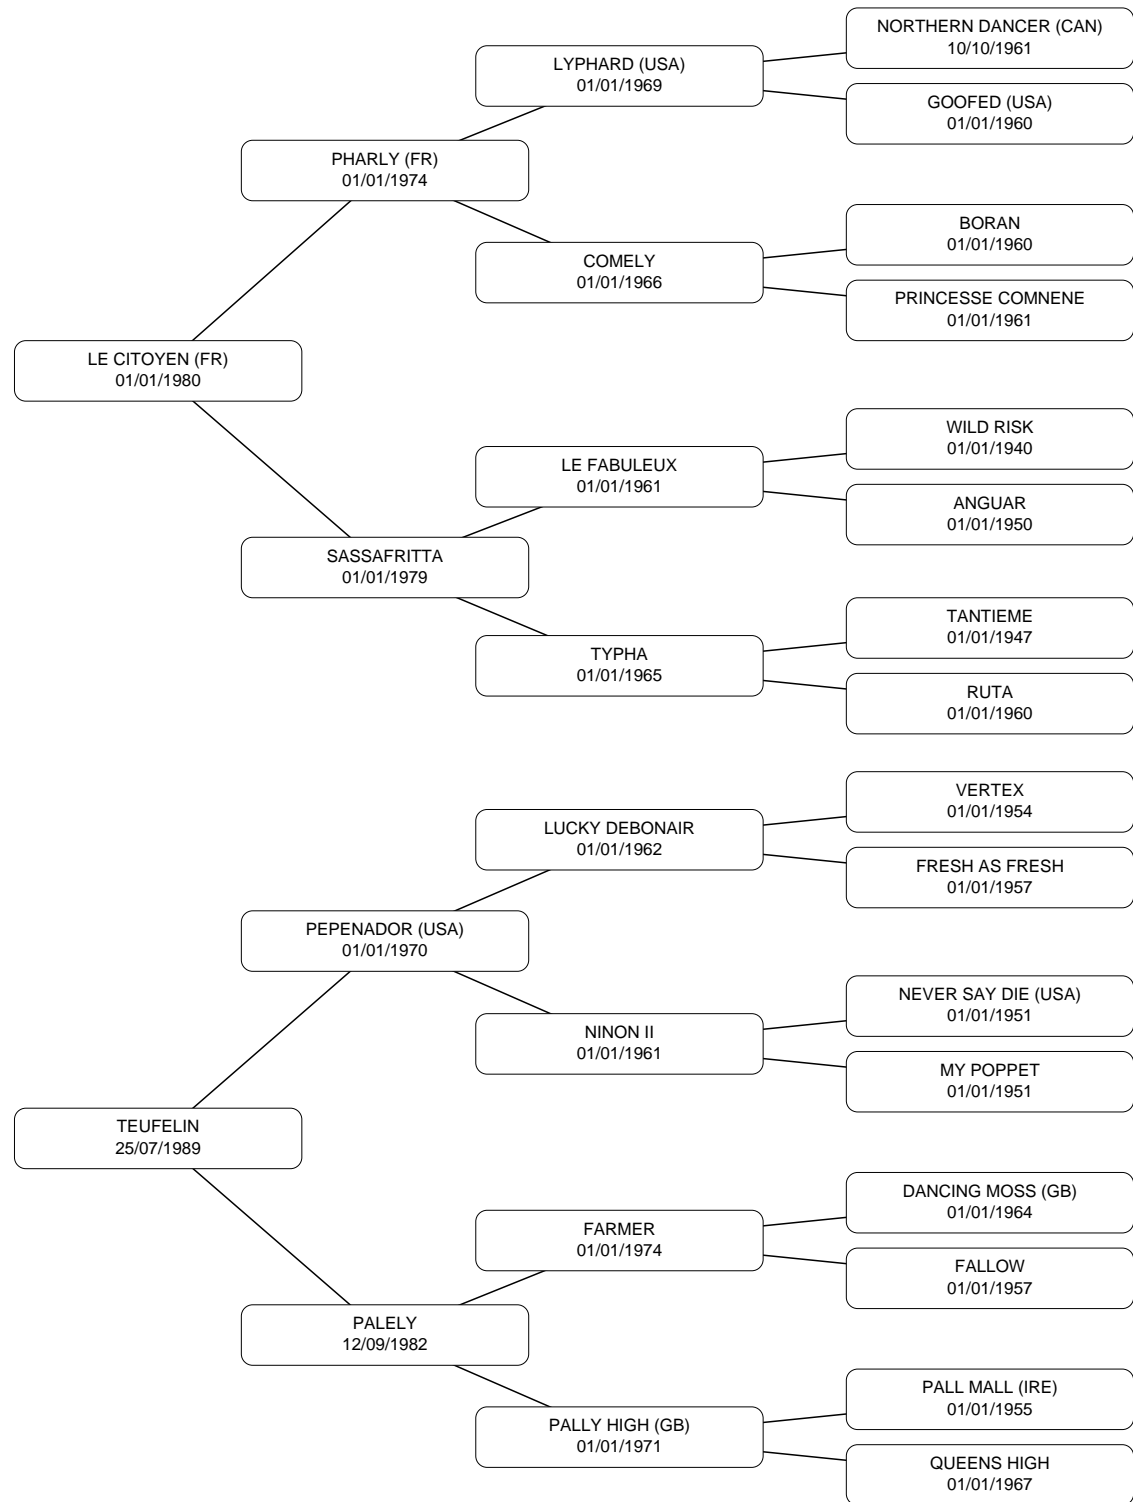 NORTHERN DANCER (CAN)
10/10/1961
LYPHARD (USA)
01/01/1969
GOOFED (USA)
01/01/1960
PHARLY (FR)
01/01/1974
BORAN
01/01/1960
COMELY
01/01/1966
PRINCESSE COMNENE
01/01/1961
LE CITOYEN (FR)
01/01/1980
WILD RISK
01/01/1940
LE FABULEUX
01/01/1961
ANGUAR
01/01/1950
SASSAFRITTA
01/01/1979
TANTIEME
01/01/1947
TYPHA
01/01/1965
RUTA
01/01/1960
VERTEX
01/01/1954
LUCKY DEBONAIR
01/01/1962
FRESH AS FRESH
01/01/1957
PEPENADOR (USA)
01/01/1970
NEVER SAY DIE (USA)
01/01/1951
NINON II
01/01/1961
MY POPPET
01/01/1951
TEUFELIN
25/07/1989
DANCING MOSS (GB)
01/01/1964
FARMER
01/01/1974
FALLOW
01/01/1957
PALELY
12/09/1982
PALL MALL (IRE)
01/01/1955
PALLY HIGH (GB)
01/01/1971
QUEENS HIGH
01/01/1967